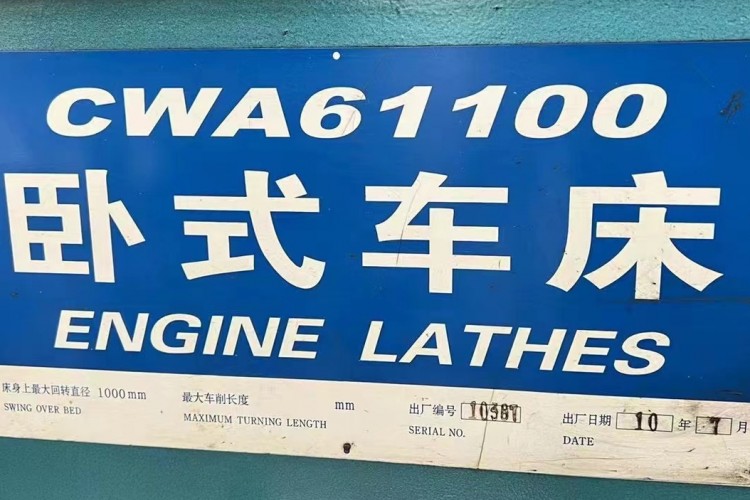 CWA61100
卧式车床
ENGINE LATHES
床身上最大回转直径 1000mm 最大车削长度 mm 出厂编号 10387 出厂日期 10 年 7 月
SWING OVER BED MAXIMUM TURNING LENGTH SERIAL NO. DATE